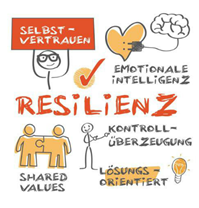 SELBST-
VERTRAUEN
EMOTIONALE
INTELLIGENZ
RESILIENZ
KONTROLL-
ÜBERZEUGUNG
SHARED
VALUES
LÖSUNGS-
ORIENTIERT